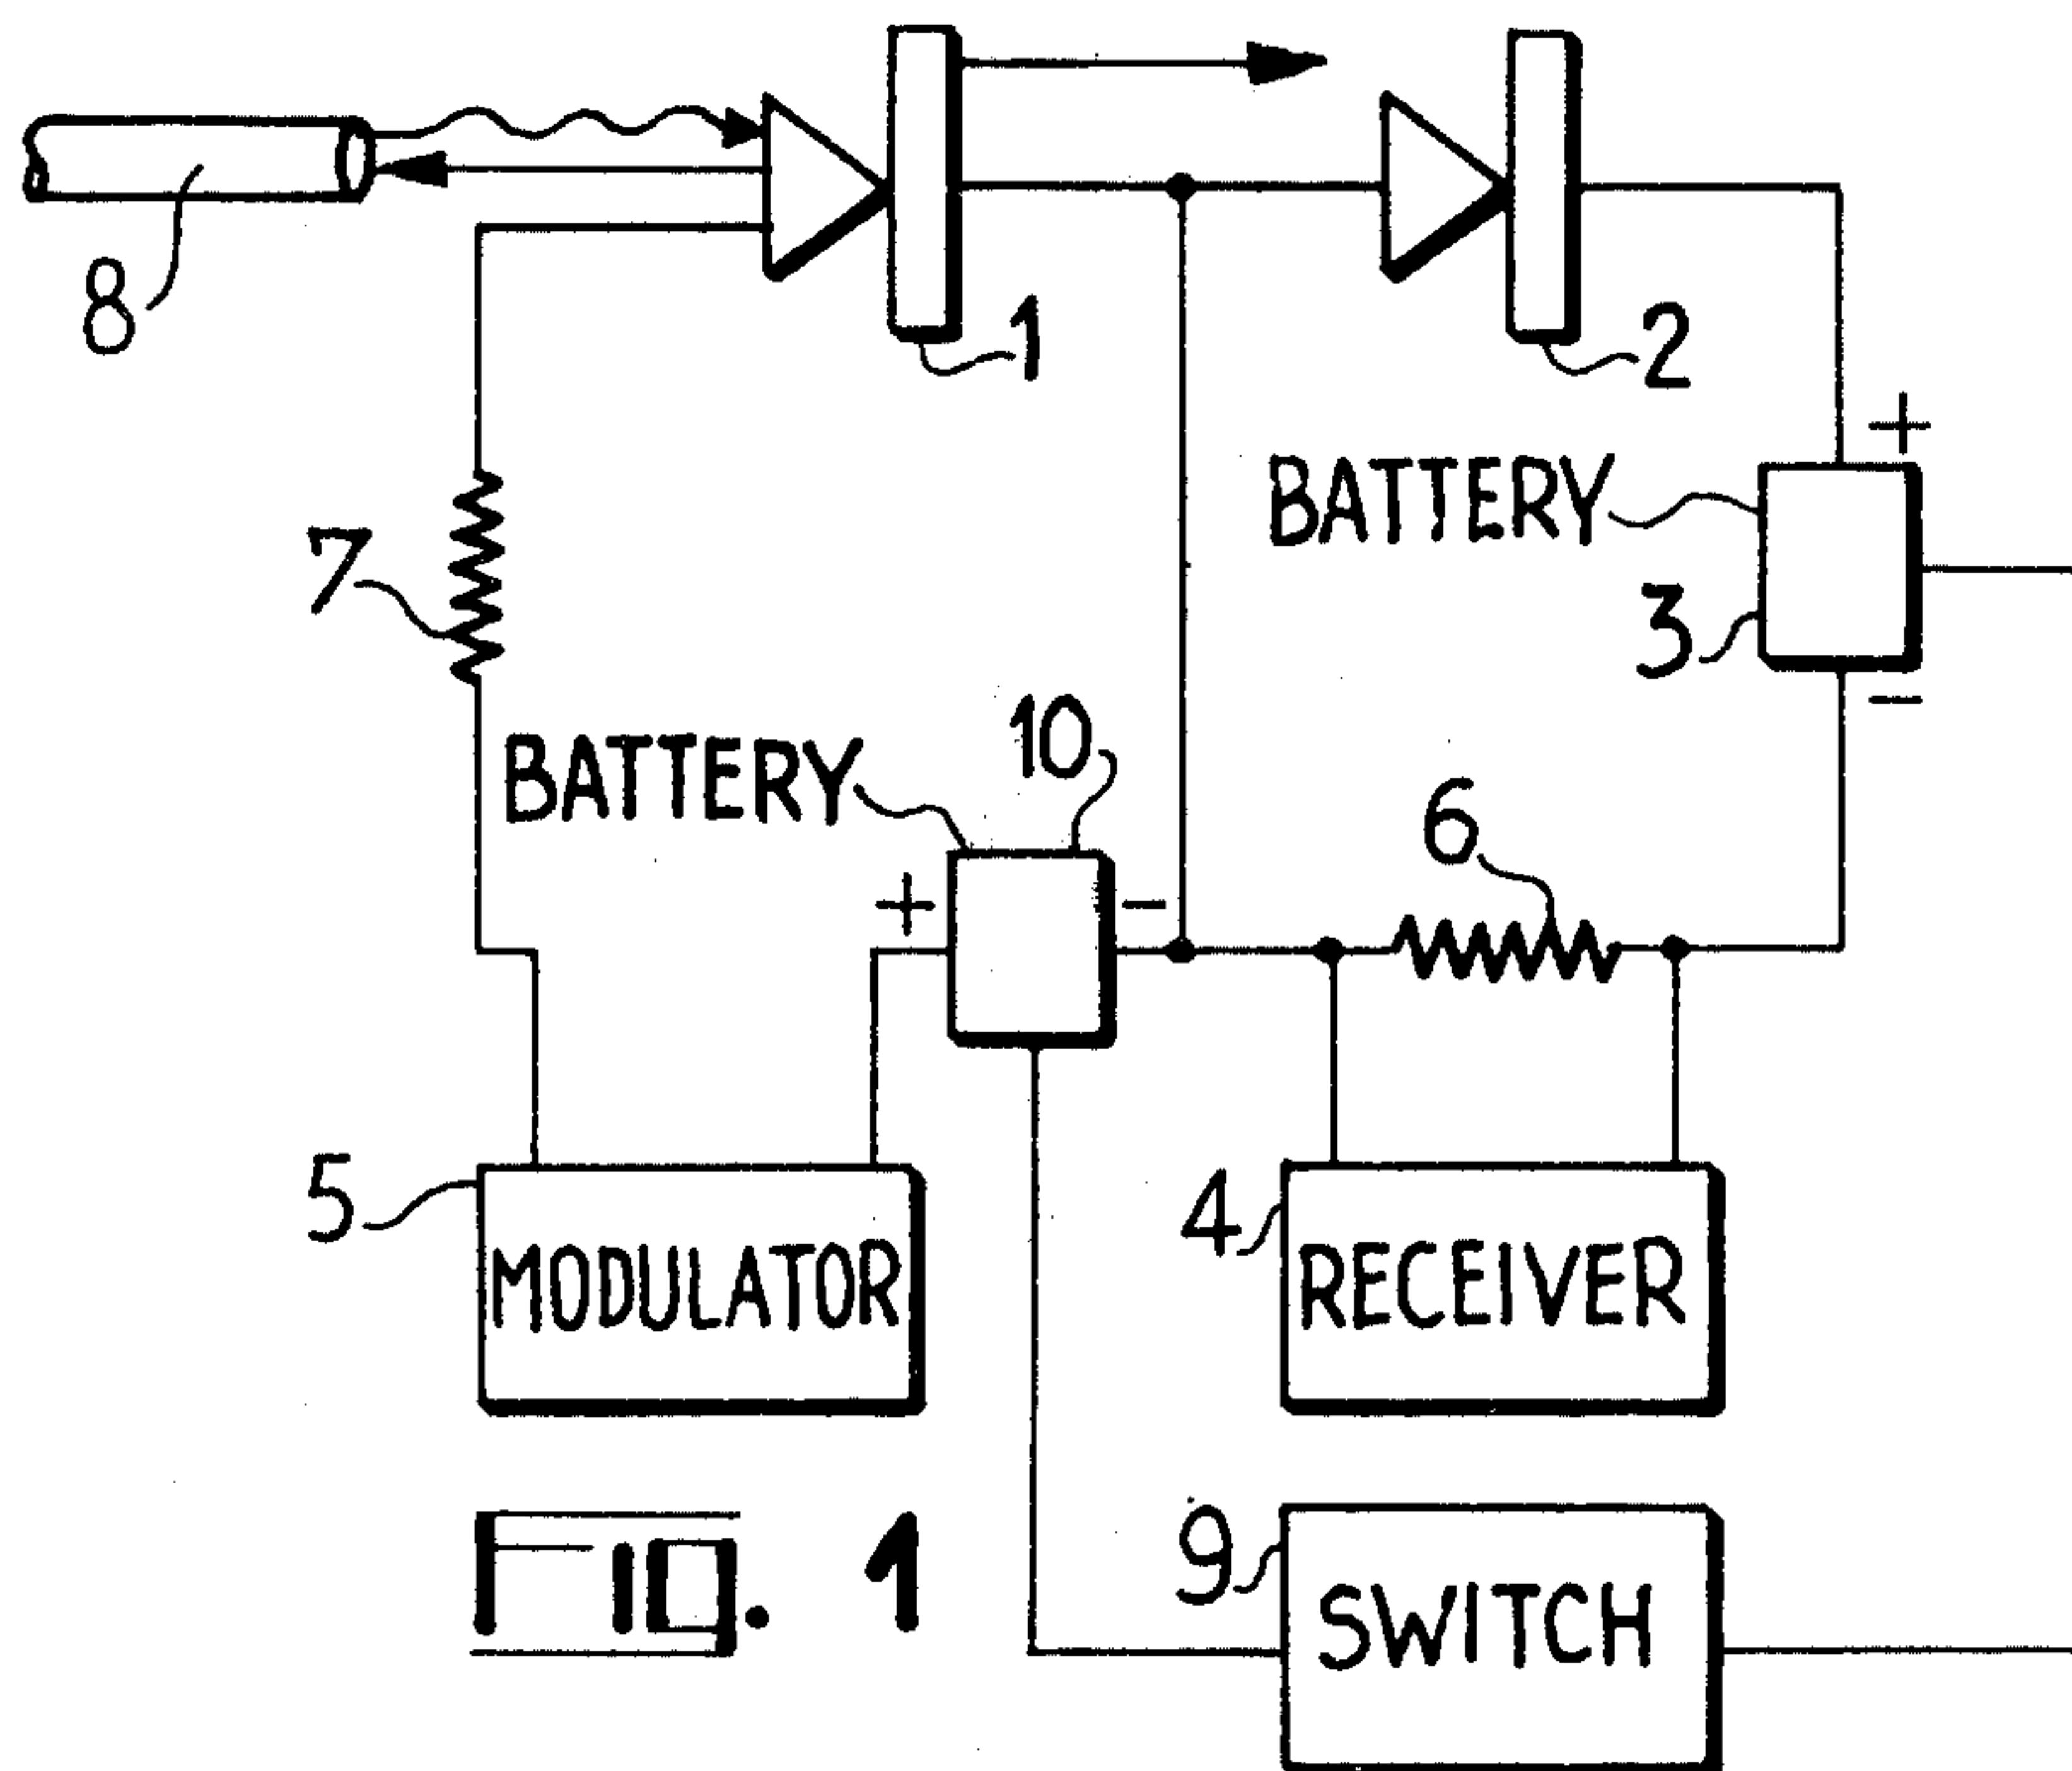 8
1
2
+
BATTERY
3
−
7
BATTERY
10
+
−
6
5
MODULATOR
4
RECEIVER
9
SWITCH
FIG. 1